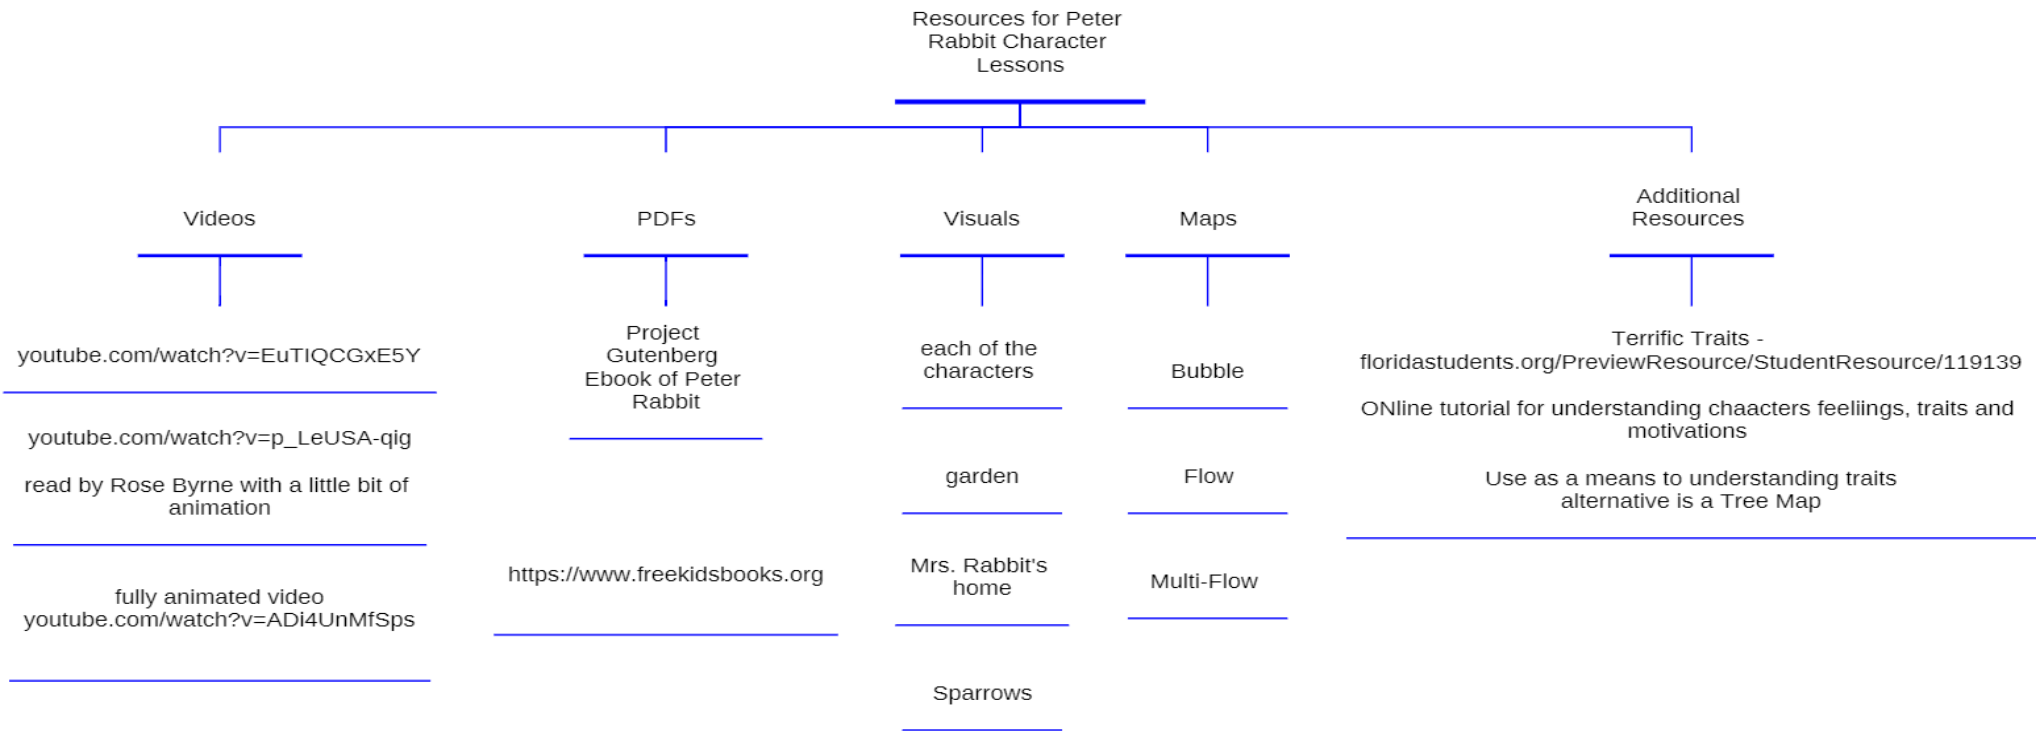 Resources for Peter
Rabbit Character
Lessons
Videos
youtube.com/watch?v=EuTIQCGxE5Y
youtube.com/watch?v=p_LeUSA-qig
read by Rose Byrne with a little bit of
animation
fully animated video
youtube.com/watch?v=ADi4UnMfSps
PDFs
Project
Gutenberg
Ebook of Peter
Rabbit
https://www.freekidsbooks.org
Visuals
each of the
characters
garden
Mrs. Rabbit's
home
Sparrows
Maps
Bubble
Flow
Multi-Flow
Additional
Resources
Terrific Traits -
floridastudents.org/PreviewResource/StudentResource/119139
ONline tutorial for understanding chaacters feeliings, traits and
motivations
Use as a means to understanding traits
alternative is a Tree Map